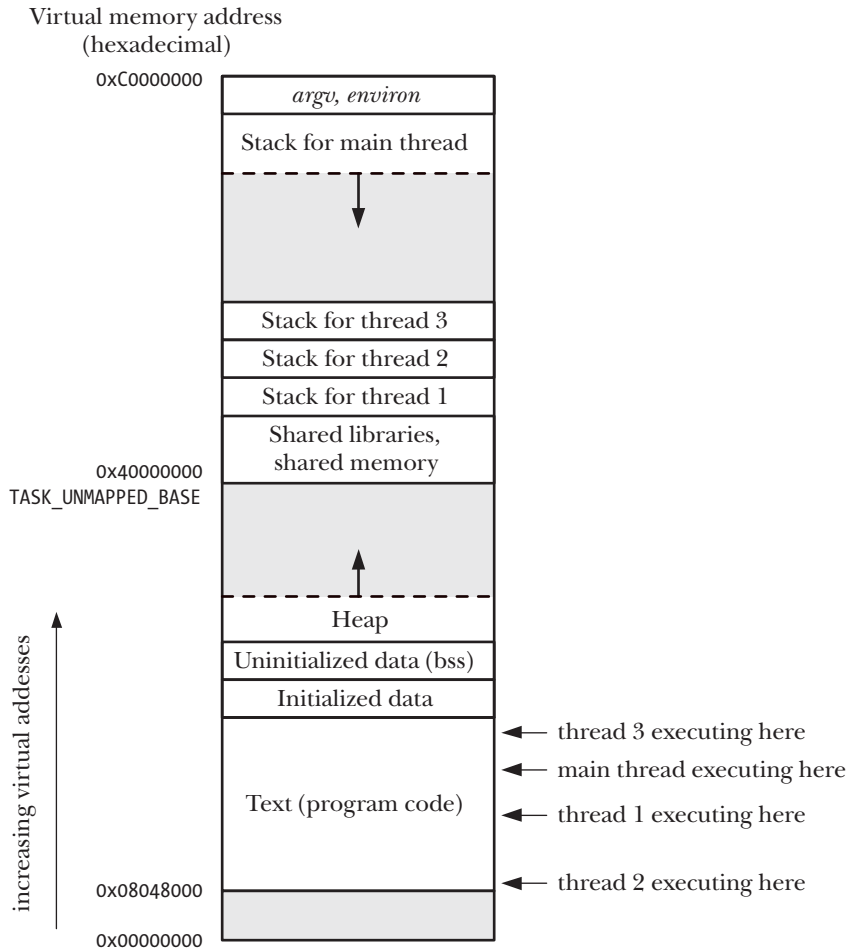 Virtual memory address
(hexadecimal)
0xC0000000
argv, environ
Stack for main thread
Stack for thread 3
Stack for thread 2
Stack for thread 1
Shared libraries,
shared memory
0x40000000
TASK_UNMAPPED_BASE
Heap
Uninitialized data (bss)
Initialized data
thread 3 executing here
main thread executing here
Text (program code)
thread 1 executing here
thread 2 executing here
0x08048000
0x00000000
increasing virtual addesses